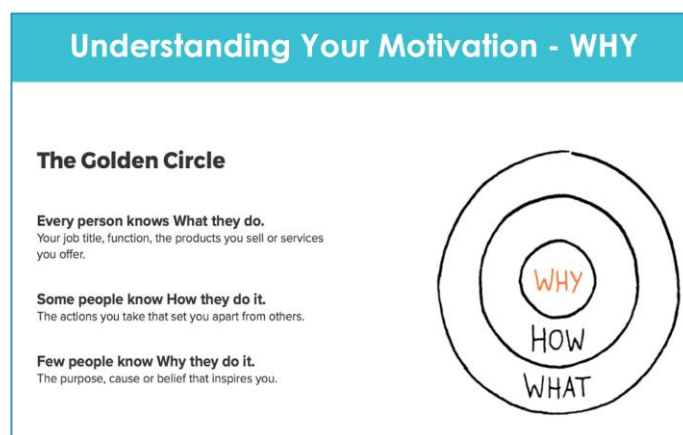 Understanding Your Motivation - WHY
The Golden Circle
Every person knows What they do.
Your job title, function, the products you sell or services
you offer.
Some people know How they do it.
The actions you take that set you apart from others.
Few people know Why they do it.
The purpose, cause or belief that inspires you.
WHY
HOW
WHAT